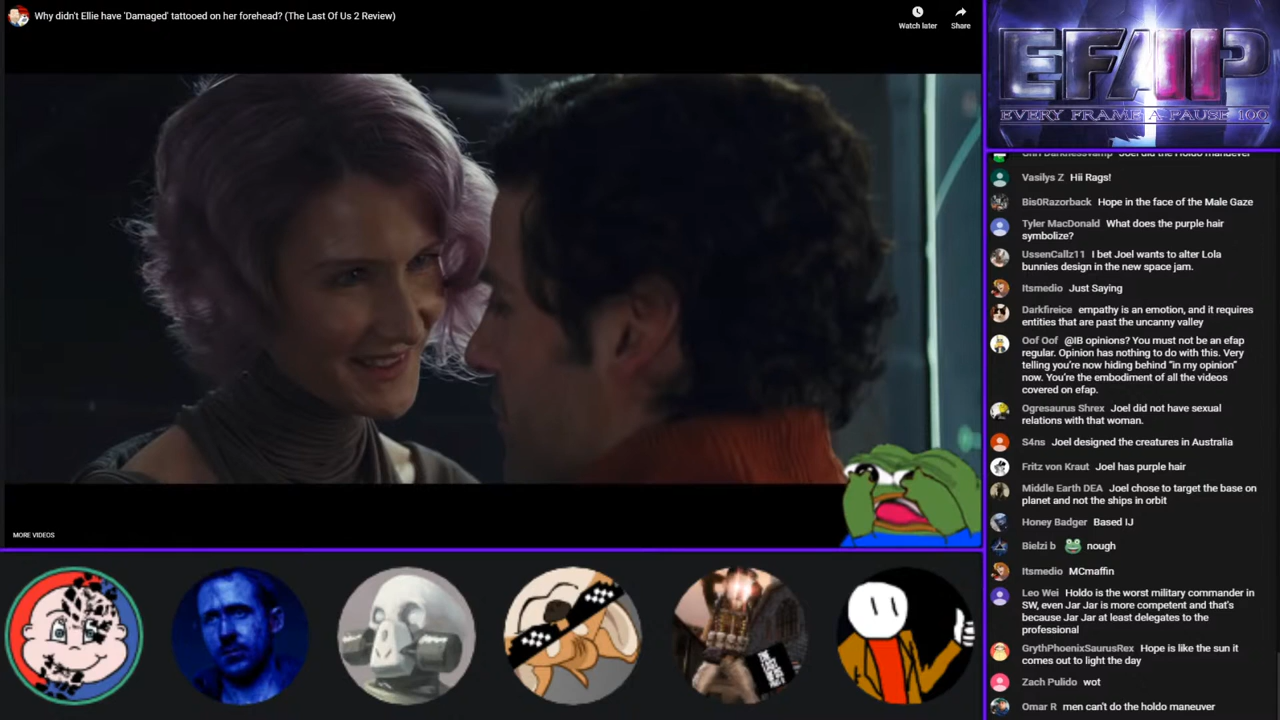 Why didn't Ellie have 'Damaged' tattooed on her forehead? (The Last Of Us 2 Review)
Watch later
Share
MORE VIDEOS
EFAP
EVERY FRAME A PAUSE 100
Joel did the Holdo maneuver
Vasilys Z Hii Rags!
Bis0Razorback Hope in the face of the Male Gaze
Tyler MacDonald What does the purple hair
symbolize?
UssenCallz11 I bet Joel wants to alter Lola
bunnies design in the new space jam.
Itsmedio Just Saying
Darkfireice empathy is an emotion, and it requires
entities that are past the uncanny valley
Oof Oof @IB opinions? You must not be an efap
regular. Opinion has nothing to do with this. Very
telling you're now hiding behind "in my opinion"
now. You're the embodiment of all the videos
covered on efap.
Ogresaurus Shrex Joel did not have sexual
relations with that woman.
S4ns Joel designed the creatures in Australia
Fritz von Kraut Joel has purple hair
Middle Earth DEA Joel chose to target the base on
planet and not the ships in orbit
Honey Badger Based IJ
Bielzi b nough
Itsmedio MCmaffin
Leo Wei Holdo is the worst military commander in
SW, even Jar Jar is more competent and that's
because Jar Jar at least delegates to the
professional
GrythPhoenixSaurusRex Hope is like the sun it
comes out to light the day
Zach Pulido wot
Omar R men can't do the holdo maneuver